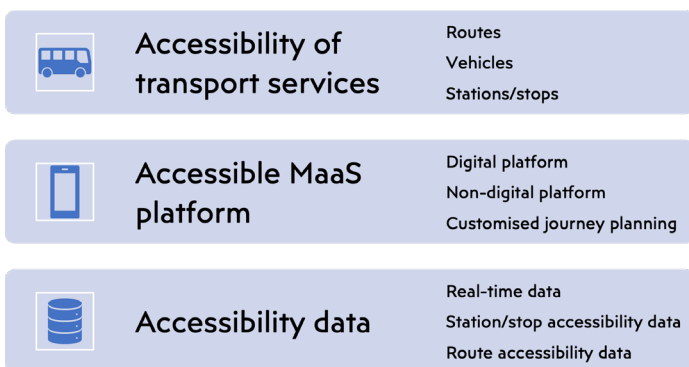 Accessibility of
transport services
Routes
Vehicles
Stations/stops
Accessible MaaS
platform
Digital platform
Non-digital platform
Customised journey planning
Accessibility data
Real-time data
Station/stop accessibility data
Route accessibility data